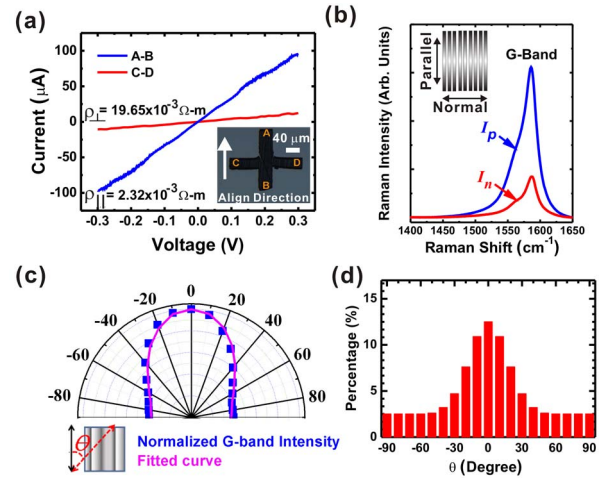 (a)
100
50
0
-50
-100
Current(μA)
A-B
C-D
ρ⊥= 19.65x10⁻³Ω-m
ρ||= 2.32x10⁻³Ω-m
A
40 μm
C
D
B
Align Direction
-0.3 -0.2 -0.1 0.0 0.1 0.2 0.3
Voltage (V)
(b)
Raman Intensity (Arb. Units)
Parallel
Normal
G-Band
Ip
In
1400 1450 1500 1550 1600 1650
Raman Shift (cm⁻¹)
(c)
-80 -60 -40 -20 0 20 40 60 80
θ
Normalized G-band Intensity
Fitted curve
(d)
Percentage (%)
15
10
5
0
-90 -60 -30 0 30 60 90
θ (Degree)